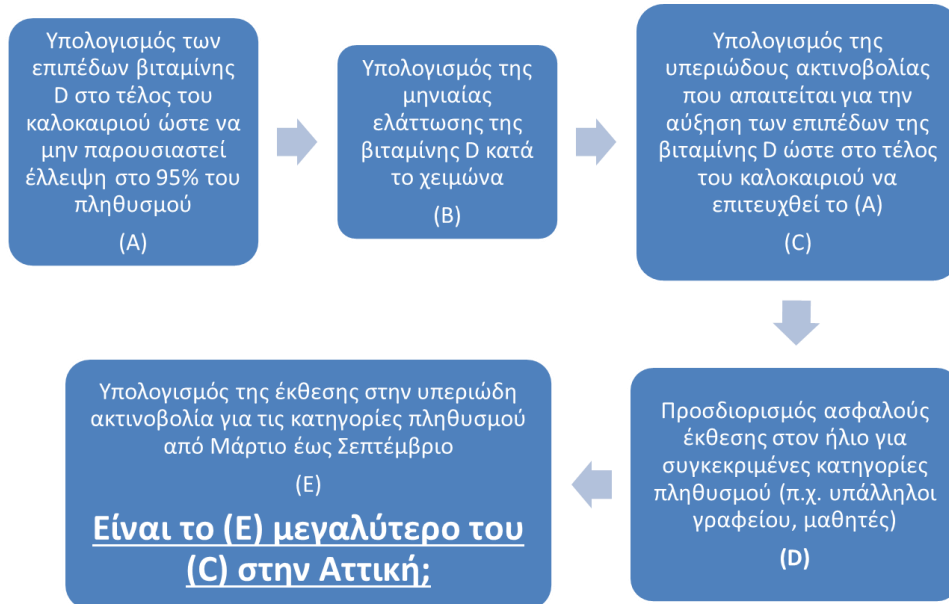 Υπολογισμός των
επιπέδων βιταμίνης
D στο τέλος του
καλοκαιριού ώστε να
μην παρουσιαστεί
έλλειψη στο 95% του
πληθυσμού
(A)
Υπολογισμός της
μηνιαίας
ελάττωσης της
βιταμίνης D κατά
το χειμώνα
(B)
Υπολογισμός της
υπεριώδους ακτινοβολίας
που απαιτείται για την
αύξηση των επιπέδων της
βιταμίνης D ώστε στο τέλος
του καλοκαιριού να
επιτευχθεί το (A)
(C)
Προσδιορισμός ασφαλούς
έκθεσης στον ήλιο για
συγκεκριμένες κατηγορίες
πληθυσμού (π.χ. υπάλληλοι
γραφείου, μαθητές)
(D)
Υπολογισμός της έκθεσης στην υπεριώδη
ακτινοβολία για τις κατηγορίες πληθυσμού
από Μάρτιο έως Σεπτέμβριο
(E)
Είναι το (E) μεγαλύτερο του
(C) στην Αττική;